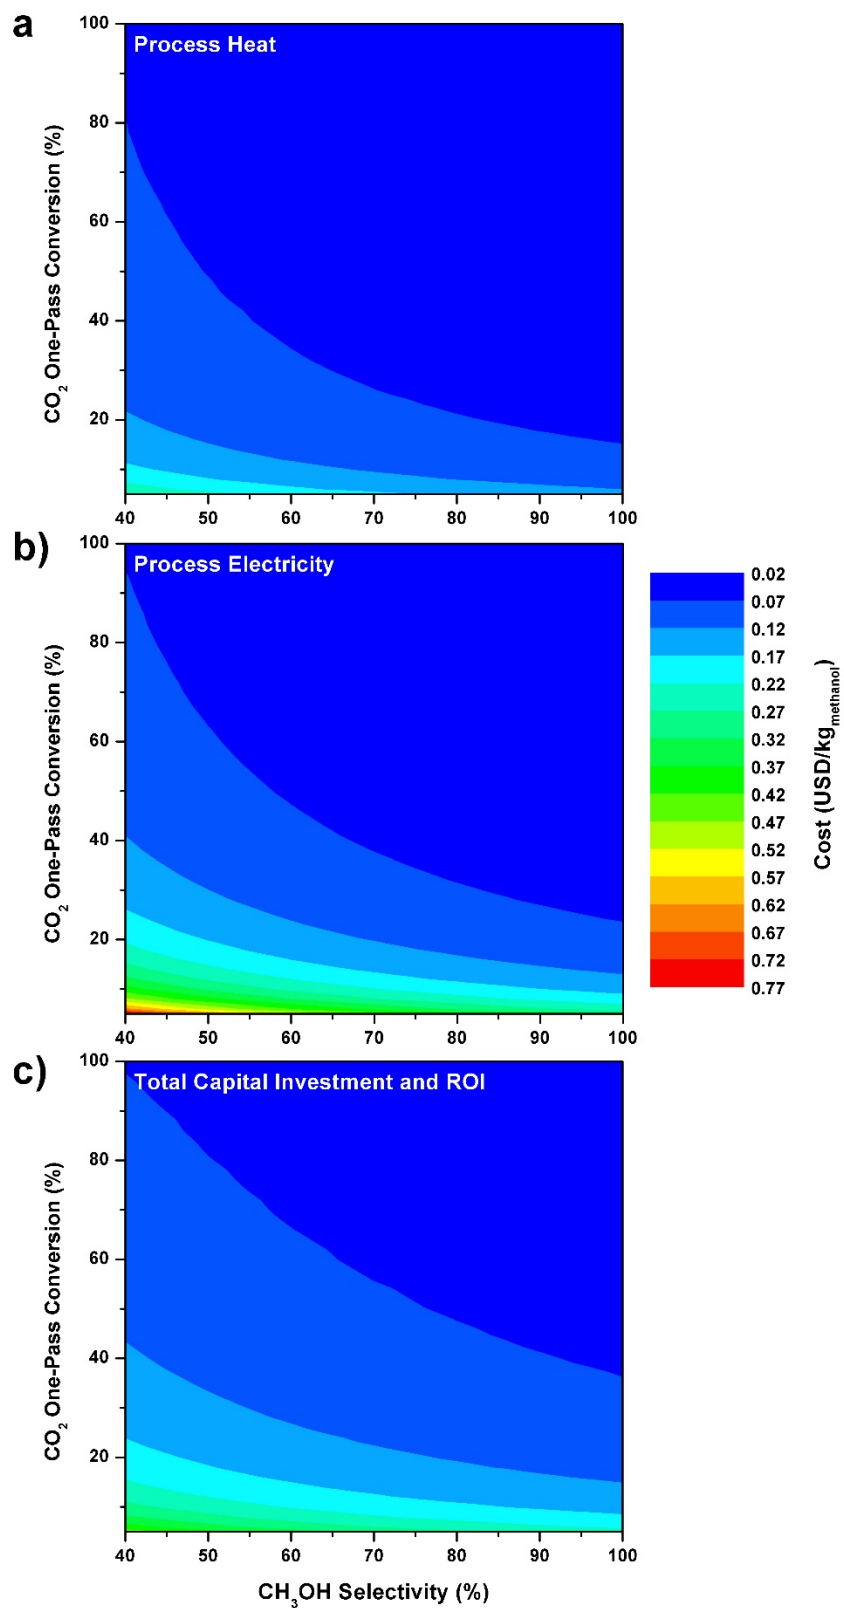 a
Process Heat
100
80
60
40
20
CO₂ One-Pass Conversion (%)
40 50 60 70 80 90 100
b)
Process Electricity
100
80
60
40
20
CO₂ One-Pass Conversion (%)
40 50 60 70 80 90 100
0.02
0.07
0.12
0.17
0.22
0.27
0.32
0.37
0.42
0.47
0.52
0.57
0.62
0.67
0.72
0.77
Cost (USD/kgmethanol)
c)
Total Capital Investment and ROI
100
80
60
40
20
CO₂ One-Pass Conversion (%)
40 50 60 70 80 90 100
CH₃OH Selectivity (%)